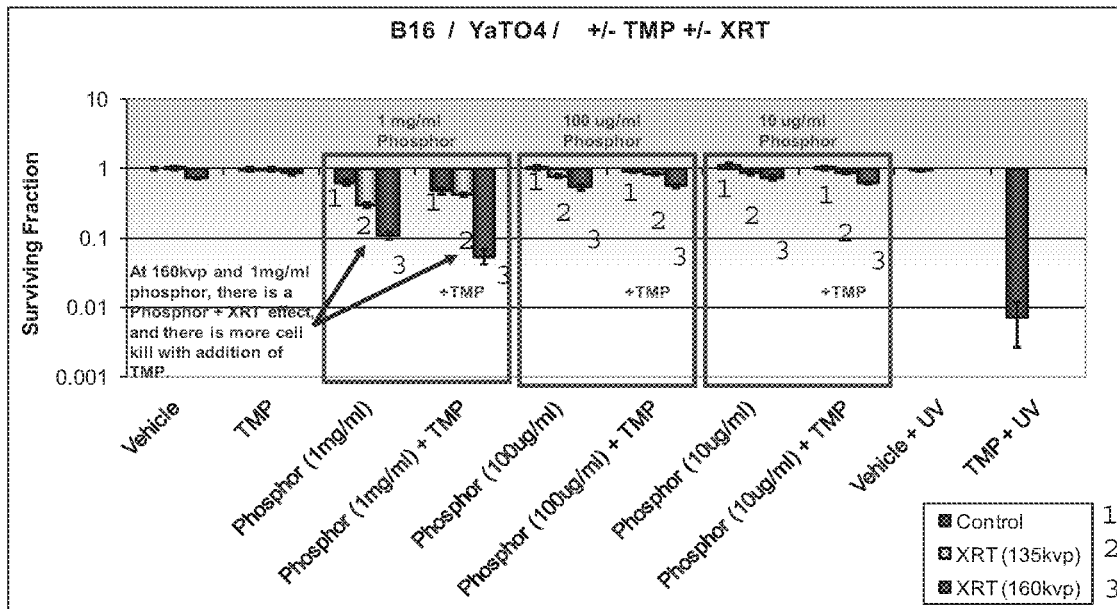 B16 / YaTO4 / +/- TMP +/- XRT
10
1
0.1
0.01
0.001
Surviving Fraction
1 mg/ml
Phosphor
100 ug/ml
Phosphor
10 ug/ml
Phosphor
1
2
3
1
2
3
1
2
3
1
2
3
1
2
3
1
2
3
+TMP
+TMP
+TMP
At 160kvp and 1mg/ml
phosphor, there is a
Phosphor + XRT effect,
and there is more cell
kill with addition of
TMP.
Vehicle
TMP
Phosphor (1mg/ml)
Phosphor (1mg/ml) + TMP
Phosphor (100ug/ml)
Phosphor (100ug/ml) + TMP
Phosphor (10ug/ml)
Phosphor (10ug/ml) + TMP
Vehicle + UV
TMP + UV
Control 1
XRT (135kvp) 2
XRT (160kvp) 3